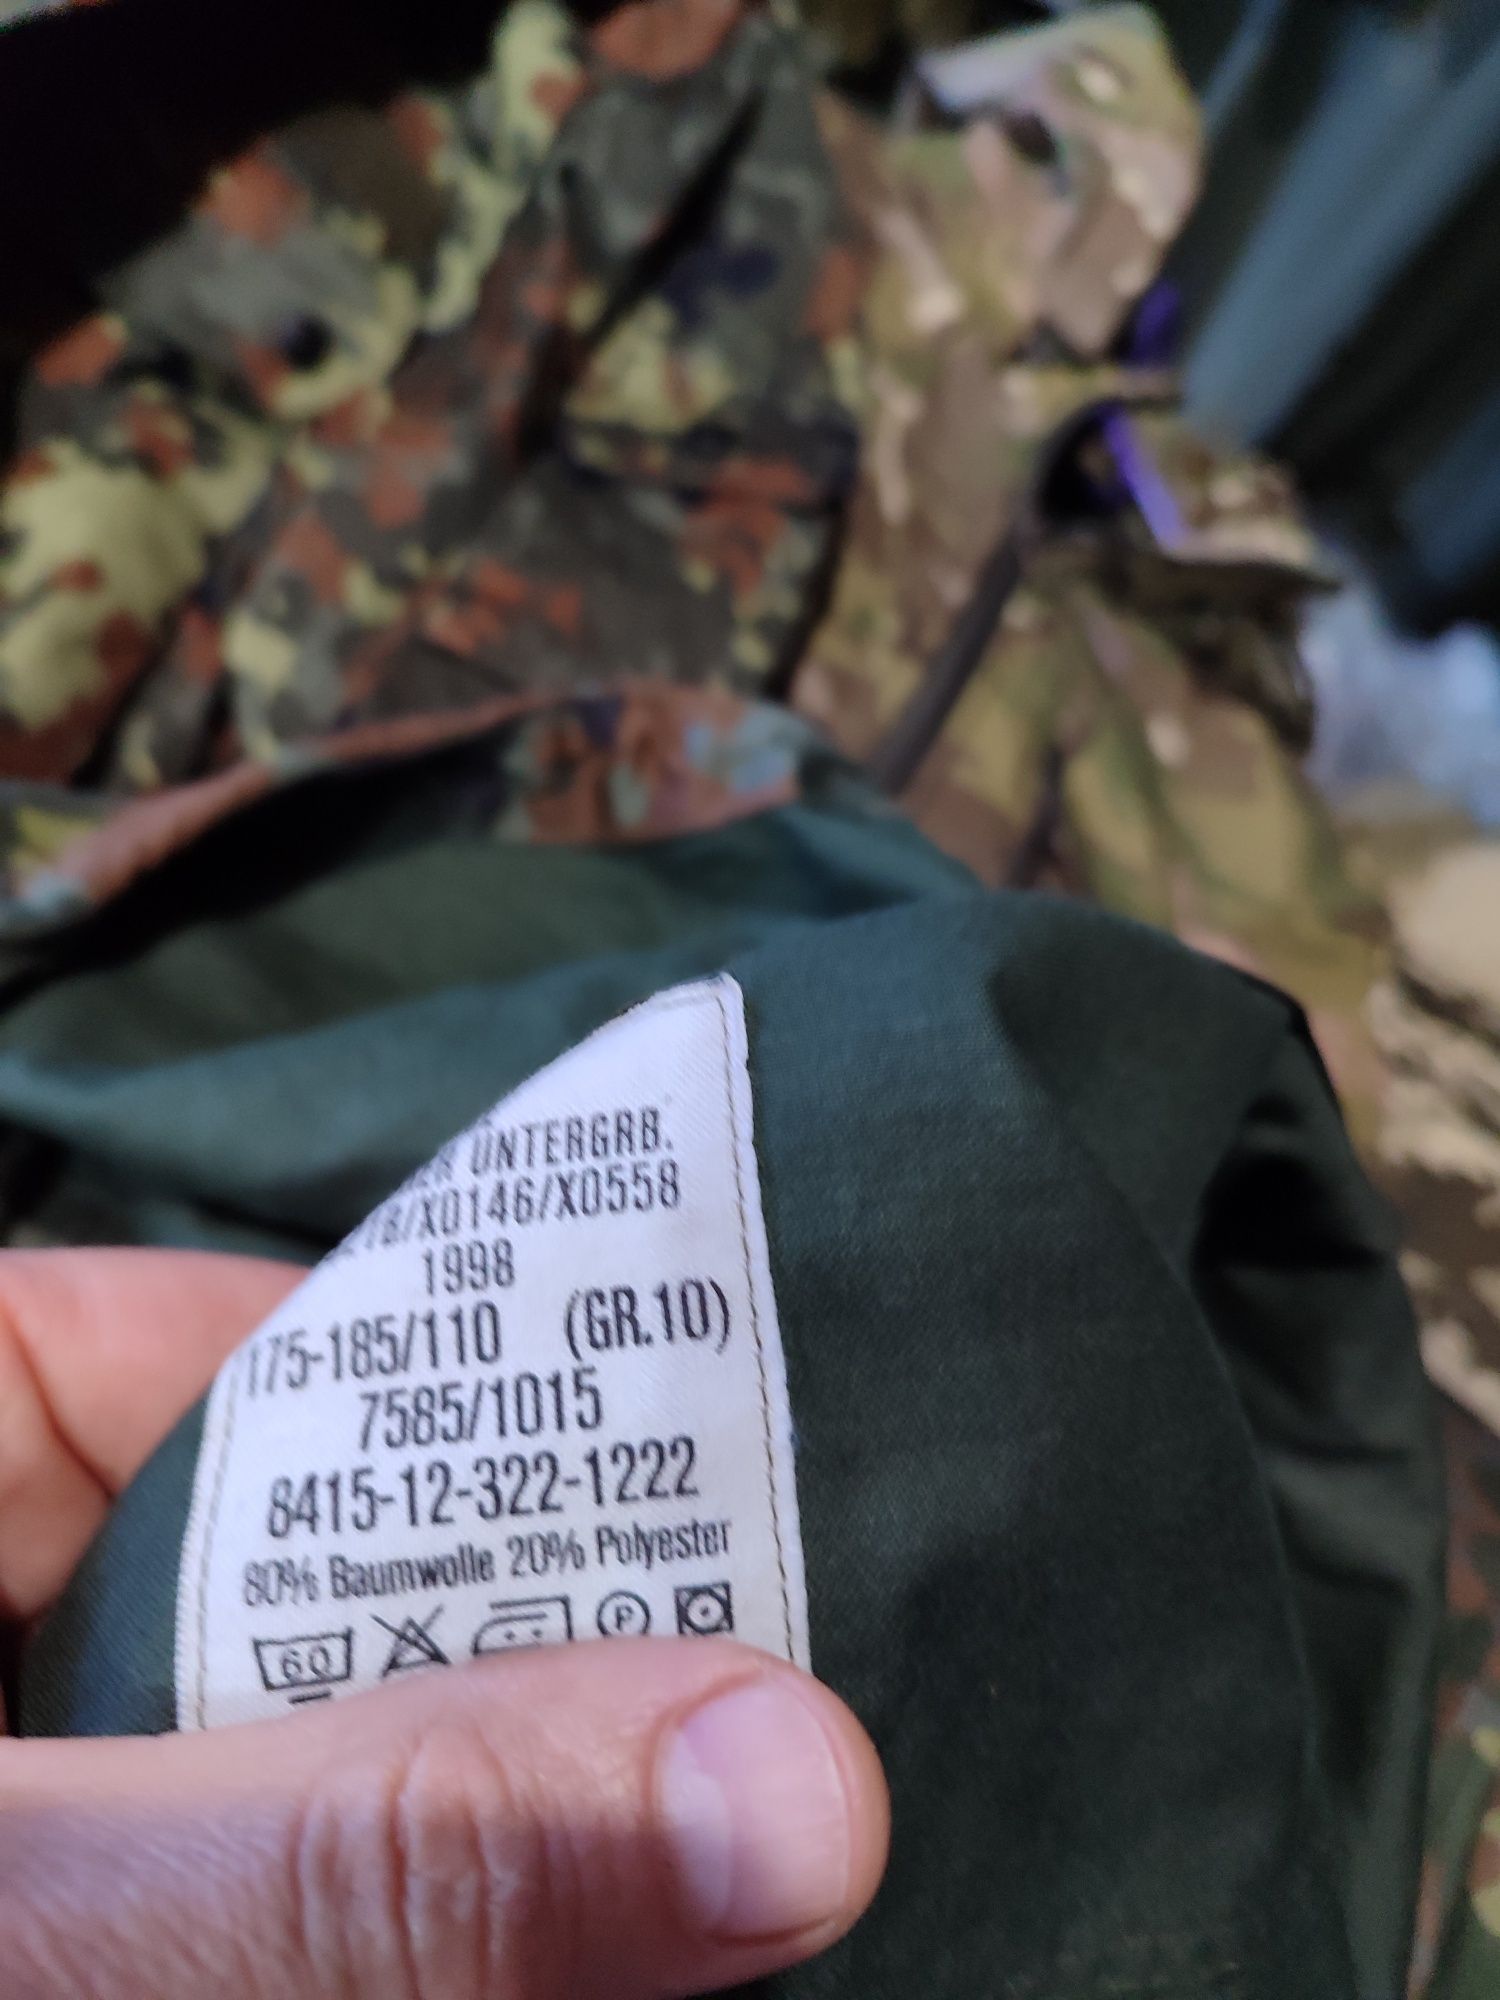 UNTERGRB.
/X0146/X0558
1998
175-185/110 (GR.10)
7585/1015
8415-12-322-1222
80% Baumwolle 20% Polyester
60 P